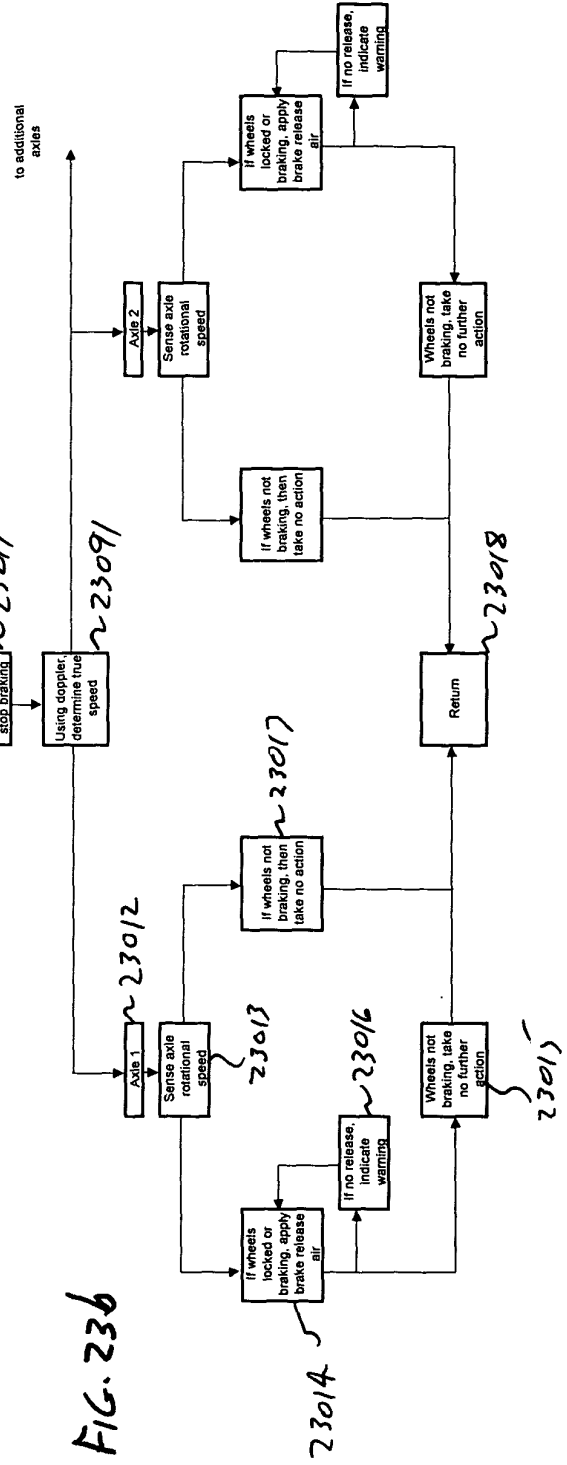 FIG. 23b
stop braking
Using doppler,
determine true
speed
23091
to additional
axles
Axle 1
23012
Sense axle
rotational
speed
23013
If wheels
locked or
braking, apply
brake release
air
23014
If no release,
indicate
warning
23016
If wheels not
braking, then
take no action
23017
Wheels not
braking, take
no further
action
23015
Return
23018
Axle 2
Sense axle
rotational
speed
If wheels not
braking, then
take no action
If wheels
locked or
braking, apply
brake release
air
If no release,
indicate
warning
Wheels not
braking, take
no further
action